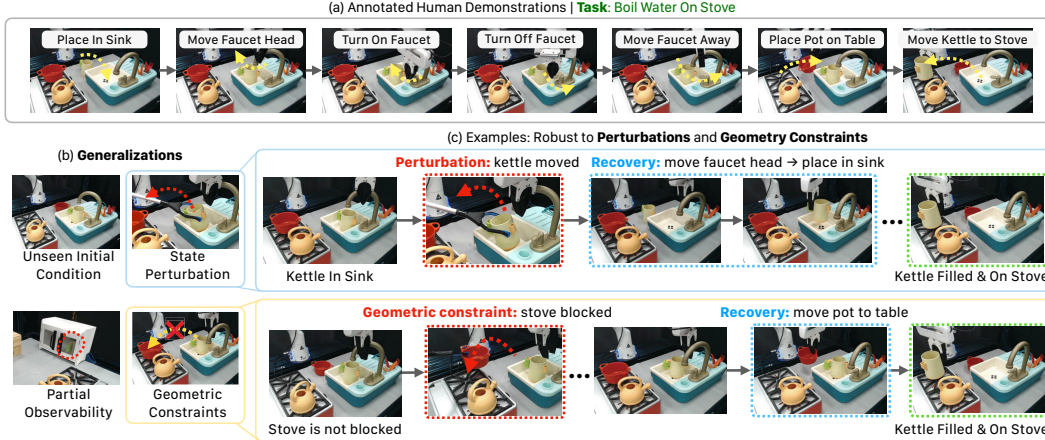 (a) Annotated Human Demonstrations | Task: Boil Water On Stove
Place In Sink
Move Faucet Head
Turn On Faucet
Turn Off Faucet
Move Faucet Away
Place Pot on Table
Move Kettle to Stove
(b) Generalizations
(c) Examples: Robust to Perturbations and Geometry Constraints
Perturbation: kettle moved
Recovery: move faucet head → place in sink
Unseen Initial
Condition
State
Perturbation
Kettle In Sink
Kettle Filled & On Stove
Geometric constraint: stove blocked
Recovery: move pot to table
Partial
Observability
Geometric
Constraints
Stove is not blocked
Kettle Filled & On Stove